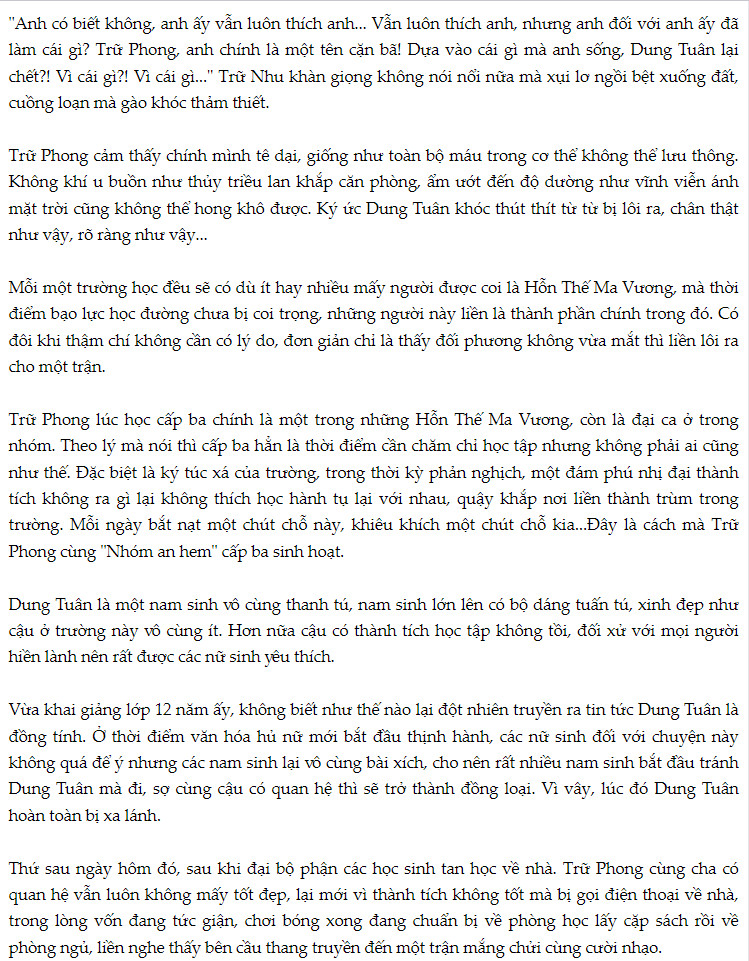 "Anh có biết không, anh ấy vẫn luôn thích anh... Vẫn luôn thích anh, nhưng anh đối với anh ấy đã
làm cái gì? Trữ Phong, anh chính là một tên cặn bã! Dựa vào cái gì mà anh sống, Dung Tuân lại
chết?! Vì cái gì?! Vì cái gì..." Trữ Nhu khàn giọng không nói nổi nữa mà xụi lơ ngồi bệt xuống đất,
cuồng loạn mà gào khóc thảm thiết.
Trữ Phong cảm thấy chính mình tê dại, giống như toàn bộ máu trong cơ thể không thể lưu thông.
Không khí u buồn như thủy triều lan khắp căn phòng, ẩm ướt đến độ dường như vĩnh viễn ánh
mặt trời cũng không thể hong khô được. Ký ức Dung Tuân khóc thút thít từ từ bị lôi ra, chân thật
như vậy, rõ ràng như vậy...
Mỗi một trường học đều sẽ có dù ít hay nhiều mấy người được coi là Hỗn Thế Ma Vương, mà thời
điểm bạo lực học đường chưa bị coi trọng, những người này liền là thành phần chính trong đó. Có
đôi khi thậm chí không cần có lý do, đơn giản chỉ là thấy đối phương không vừa mắt thì liền lôi ra
cho một trận.
Trữ Phong lúc học cấp ba chính là một trong những Hỗn Thế Ma Vương, còn là đại ca ở trong
nhóm. Theo lý mà nói thì cấp ba hẳn là thời điểm cần chăm chỉ học tập nhưng không phải ai cũng
như thế. Đặc biệt là ký túc xá của trường, trong thời kỳ phản nghịch, một đám phú nhị đại thành
tích không ra gì lại không thích học hành tụ lại với nhau, quậy khắp nơi liền thành trùm trong
trường. Mỗi ngày bắt nạt một chút chỗ này, khiêu khích một chút chỗ kia...Đây là cách mà Trữ
Phong cùng "Nhóm an hem" cấp ba sinh hoạt.
Dung Tuân là một nam sinh vô cùng thanh tú, nam sinh lớn lên có bộ dáng tuấn tú, xinh đẹp như
cậu ở trường này vô cùng ít. Hơn nữa cậu có thành tích học tập không tồi, đối xử với mọi người
hiền lành nên rất được các nữ sinh yêu thích.
Vừa khai giảng lớp 12 năm ấy, không biết như thế nào lại đột nhiên truyền ra tin tức Dung Tuân là
đồng tính. Ở thời điểm văn hóa hủ nữ mới bắt đầu thịnh hành, các nữ sinh đối với chuyện này
không quá để ý nhưng các nam sinh lại vô cùng bài xích, cho nên rất nhiều nam sinh bắt đầu tránh
Dung Tuân mà đi, sợ cùng cậu có quan hệ thì sẽ trở thành đồng loại. Vì vây, lúc đó Dung Tuân
hoàn toàn bị xa lánh.
Thứ sau ngày hôm đó, sau khi đại bộ phận các học sinh tan học về nhà. Trữ Phong cùng cha có
quan hệ vẫn luôn không mấy tốt đẹp, lại mới vì thành tích không tốt mà bị gọi điện thoại về nhà,
trong lòng vốn đang tức giận, chơi bóng xong đang chuẩn bị về phòng học lấy cặp sách rồi về
phòng ngủ, liền nghe thấy bên cầu thang truyền đến một trận mắng chửi cùng cười nhạo.